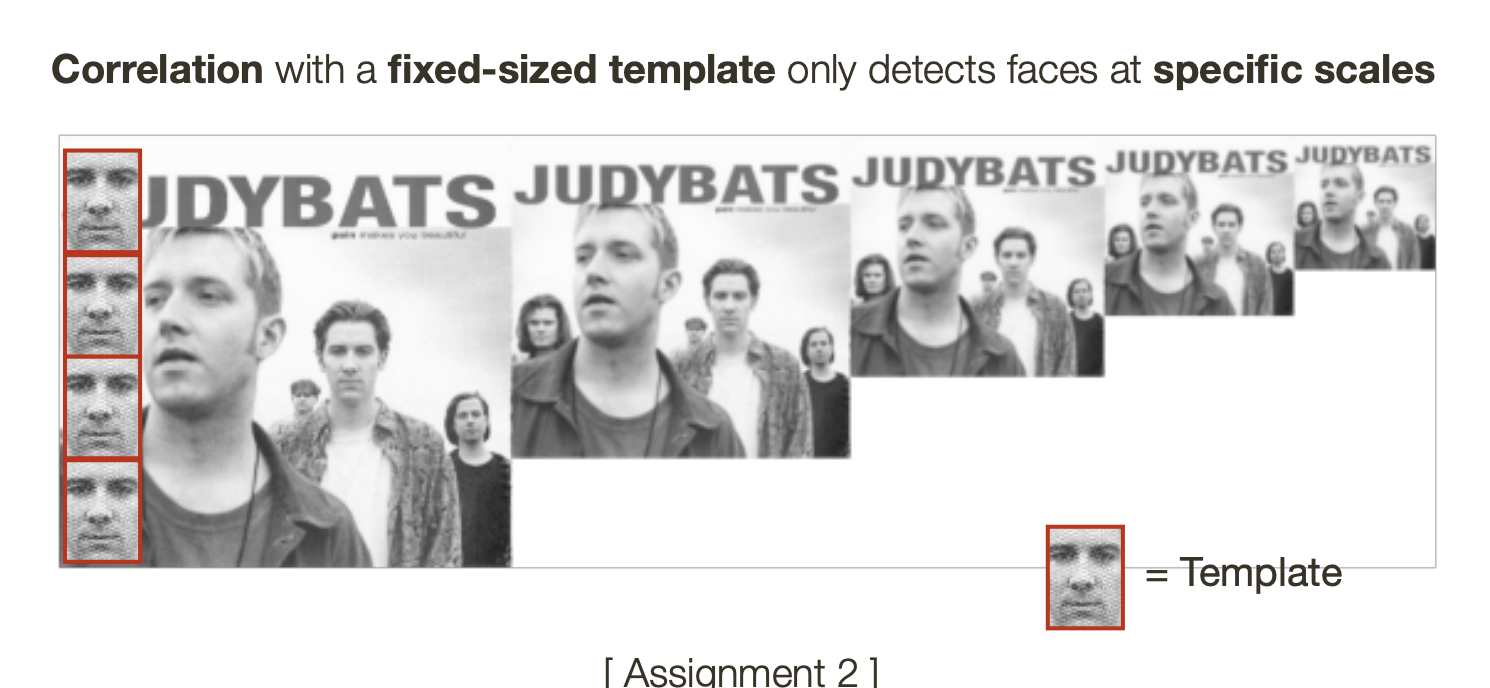 Correlation with a fixed-sized template only detects faces at specific scales
UDYBATS
pain makes you beautiful
JUDYBATS
pain makes you beautiful
JUDYBATS
JUDYBATS
JUDYBATS
= Template
[ Assignment 2 ]